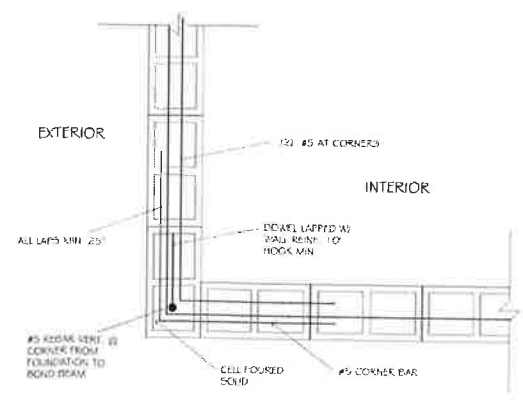 EXTERIOR
(2) #5 AT CORNERS
INTERIOR
ALL LAPS MIN. 25"
DOWEL LAPPED W/
WALL REINF. TO
HOOK MIN
#5 REBAR VERT. @
CORNER FROM
FOUNDATION TO
BOND BEAM
CELL POURED
SOLID
#5 CORNER BAR